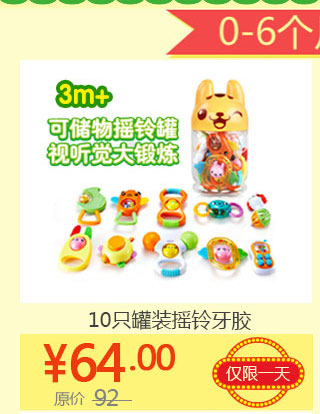 0-6个
3m+
可储物摇铃罐
视听觉大锻炼
10只罐装摇铃牙胶
¥64.00
仅限一天
原价 92